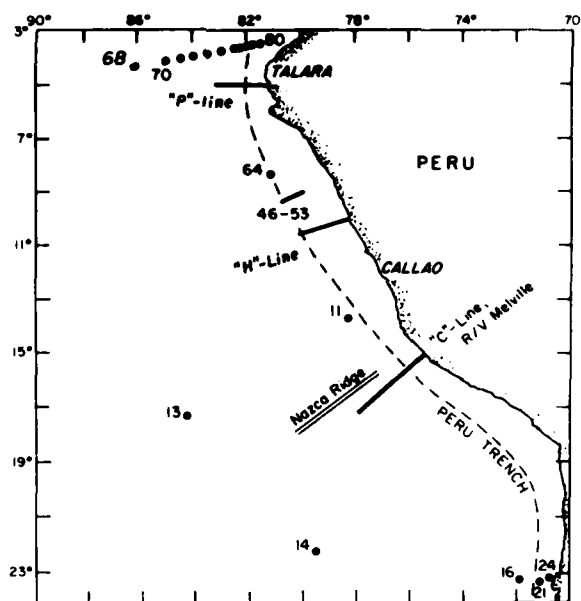 90°
86°
82°
78°
74°
70
3°
7°
11°
15°
19°
23°
68
70
80
TALARA
"P"-line
64
PERU
46-53
"H"-Line
CALLAO
11
"C"-Line,
R/V Melville
Nazca Ridge
13
PERU TRENCH
14
16
21
24